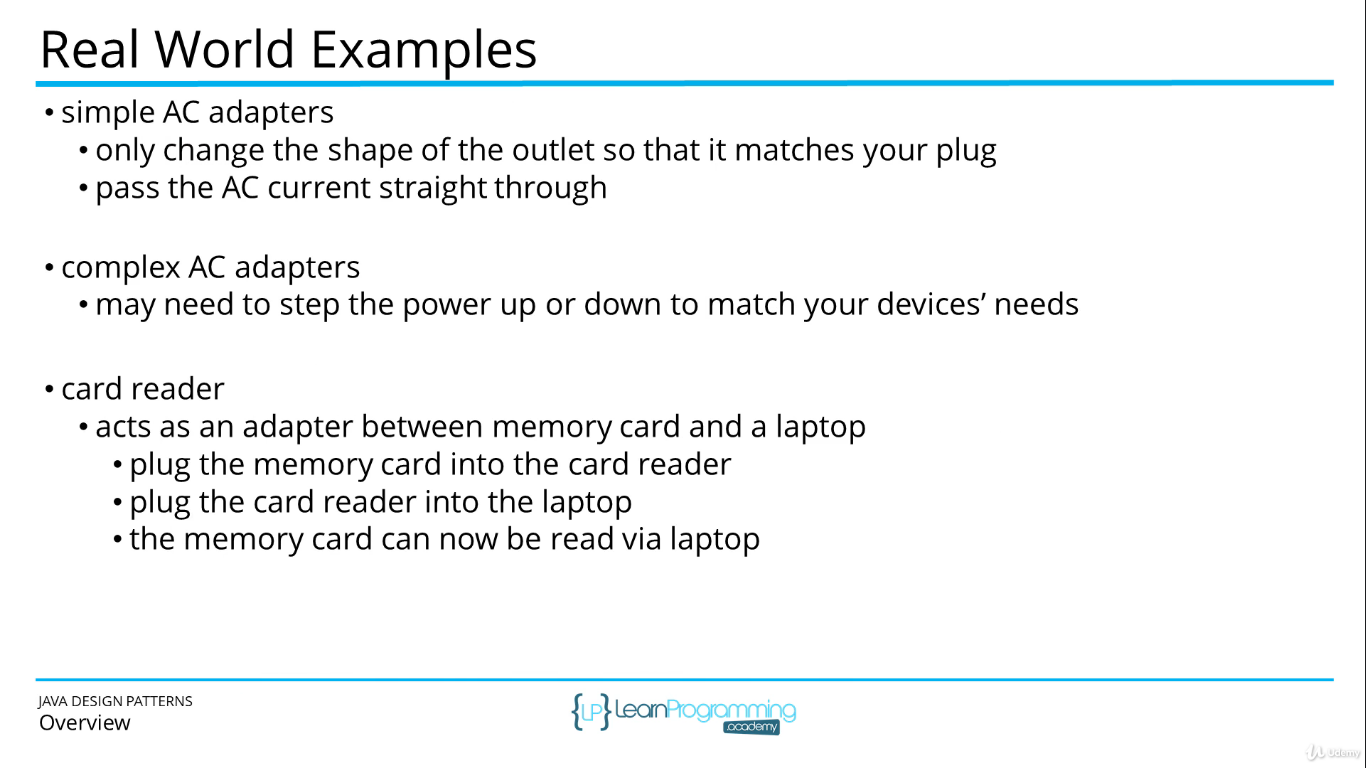 Real World Examples
• simple AC adapters
• only change the shape of the outlet so that it matches your plug
• pass the AC current straight through
• complex AC adapters
• may need to step the power up or down to match your devices’ needs
• card reader
• acts as an adapter between memory card and a laptop
• plug the memory card into the card reader
• plug the card reader into the laptop
• the memory card can now be read via laptop
JAVA DESIGN PATTERNS
Overview
{LP} LearnProgramming
.academy
Udemy